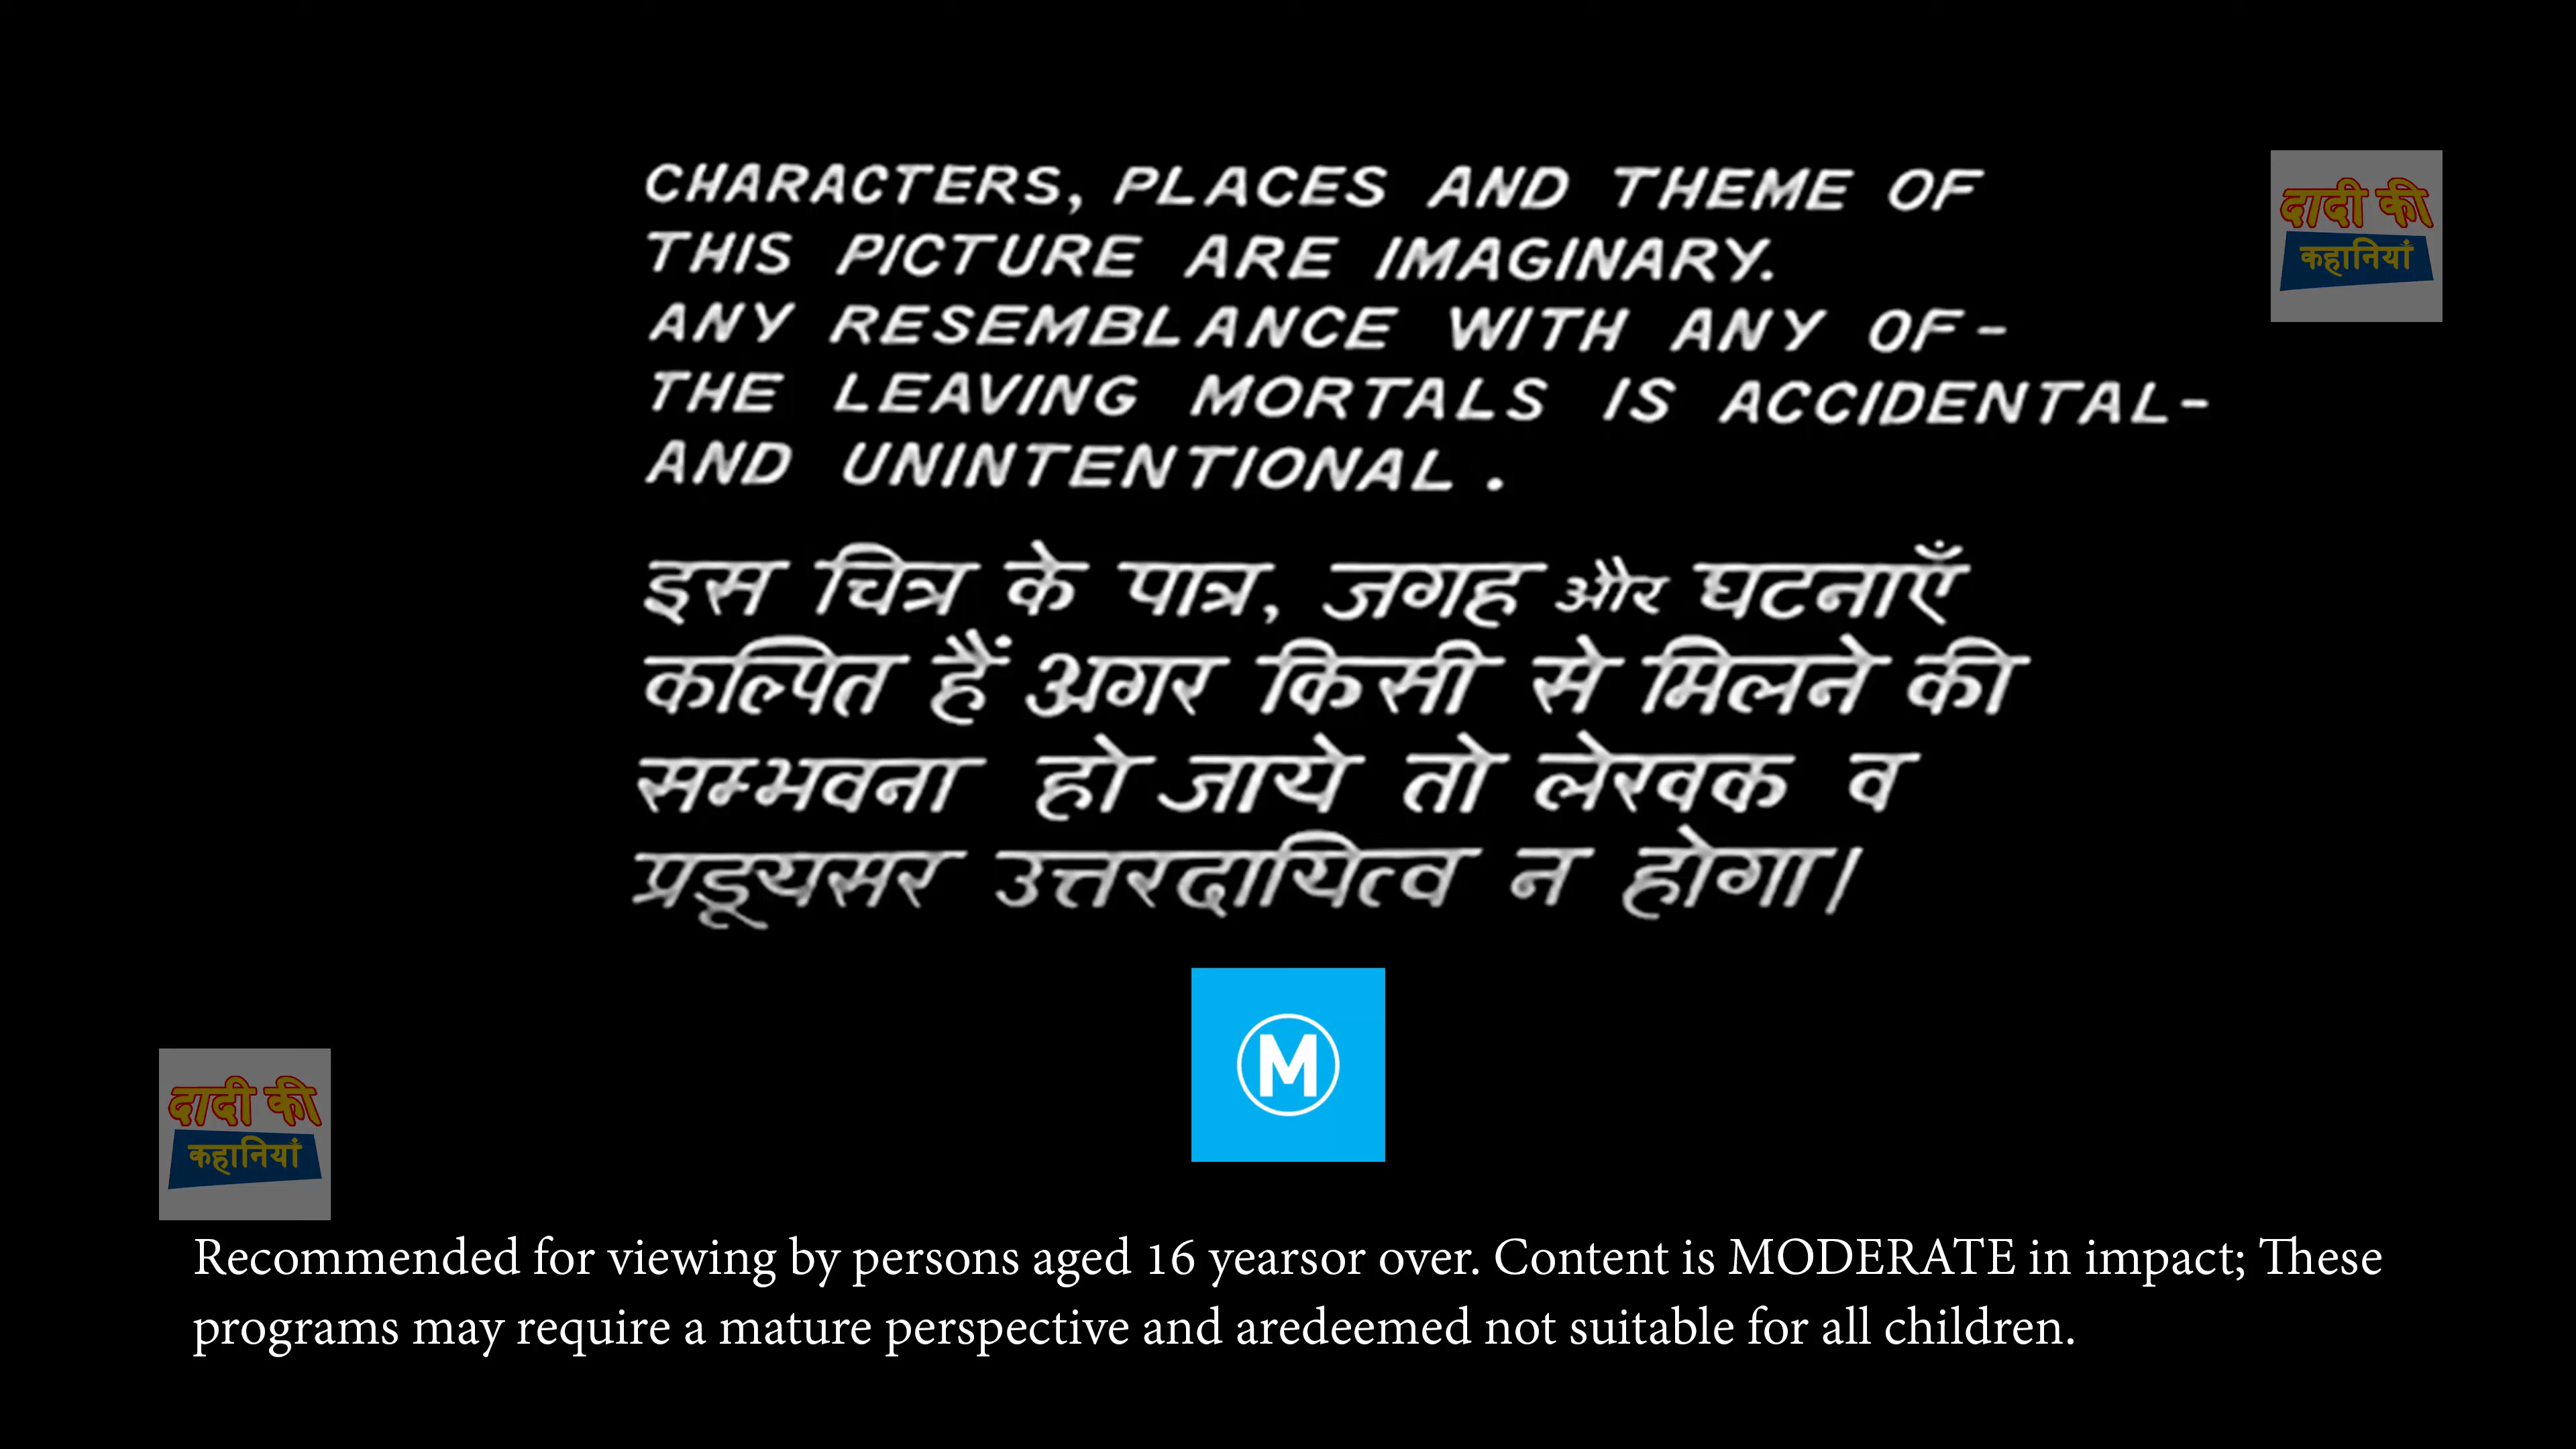 CHARACTERS, PLACES AND THEME OF
THIS PICTURE ARE IMAGINARY.
ANY RESEMBLANCE WITH ANY OF-
THE LEAVING MORTALS IS ACCIDENTAL-
AND UNINTENTIONAL.
दादी की
कहानियां
इस चित्र के पात्र, जगह और घटनाएँ
कल्पित हैं अगर किसी से मिलने की
सम्भवना हो जाये तो लेखक व
प्रड्यूसर उत्तरदायित्व न होगा।
M
दादी की
कहानियां
Recommended for viewing by persons aged 16 yearsor over. Content is MODERATE in impact; These
programs may require a mature perspective and aredeemed not suitable for all children.